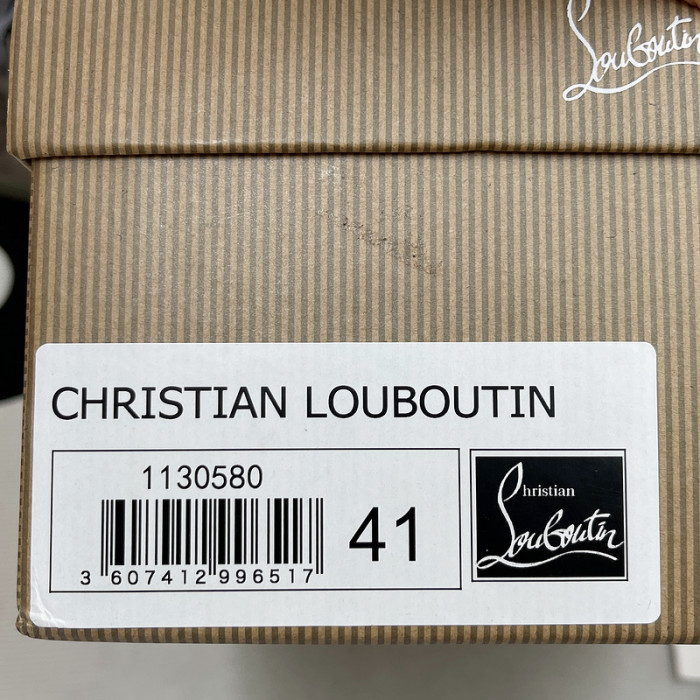 Louboutin
CHRISTIAN LOUBOUTIN
1130580
41
3 607412 996517
Christian
Louboutin